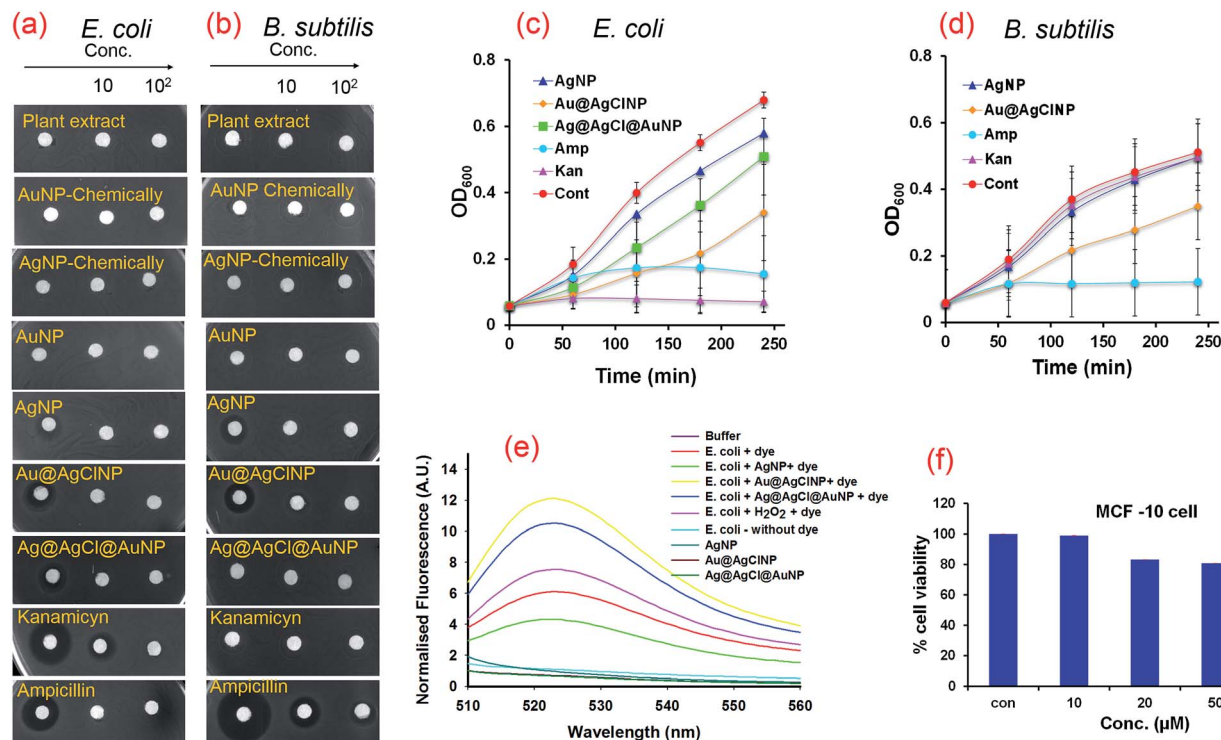 (a)
E. coli
Conc.
10
10²
Plant extract
AuNP-Chemically
AgNP-Chemically
AuNP
AgNP
Au@AgClNP
Ag@AgCl@AuNP
Kanamicyn
Ampicillin
(b)
B. subtilis
Conc.
10
10²
Plant extract
AuNP Chemically
AgNP-Chemically
AuNP
AgNP
Au@AgClNP
Ag@AgCl@AuNP
Kanamicyn
Ampicillin
(c)
E. coli
0.8
0.6
0.4
0.2
0
OD₆₀₀
AgNP
Au@AgClNP
Ag@AgCl@AuNP
Amp
Kan
Cont
0
50
100
150
200
250
Time (min)
(d)
B. subtilis
0.8
0.6
0.4
0.2
0
OD₆₀₀
AgNP
Au@AgClNP
Amp
Kan
Cont
0
50
100
150
200
250
Time (min)
(e)
Normalised Fluorescence (A.U.)
14
12
10
8
6
4
2
0
Buffer
E. coli + dye
E. coli + AgNP+ dye
E. coli + Au@AgClNP+ dye
E. coli + Ag@AgCl@AuNP + dye
E. coli + H₂O₂ + dye
E. coli - without dye
AgNP
Au@AgClNP
Ag@AgCl@AuNP
510
520
530
540
550
560
Wavelength (nm)
(f)
MCF -10 cell
% cell viability
120
100
80
60
40
20
0
con
10
20
50
Conc. (µM)